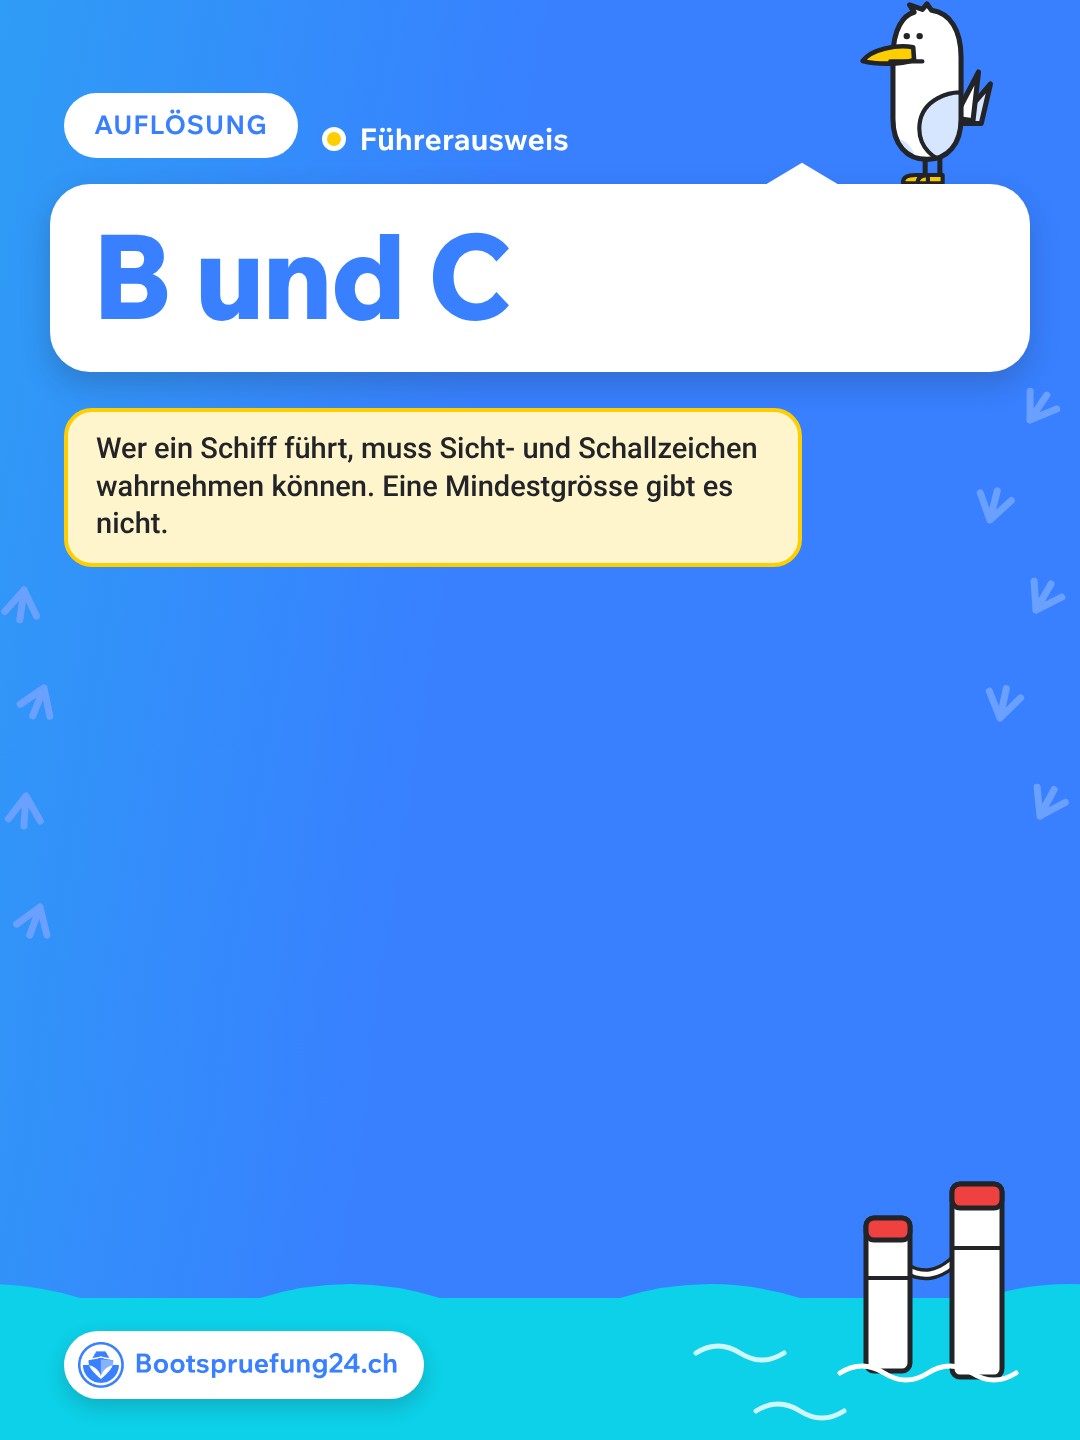 AUFLÖSUNG
Führerausweis
B und C
Wer ein Schiff führt, muss Sicht- und Schallzeichen
wahrnehmen können. Eine Mindestgrösse gibt es
nicht.
Bootspruefung24.ch